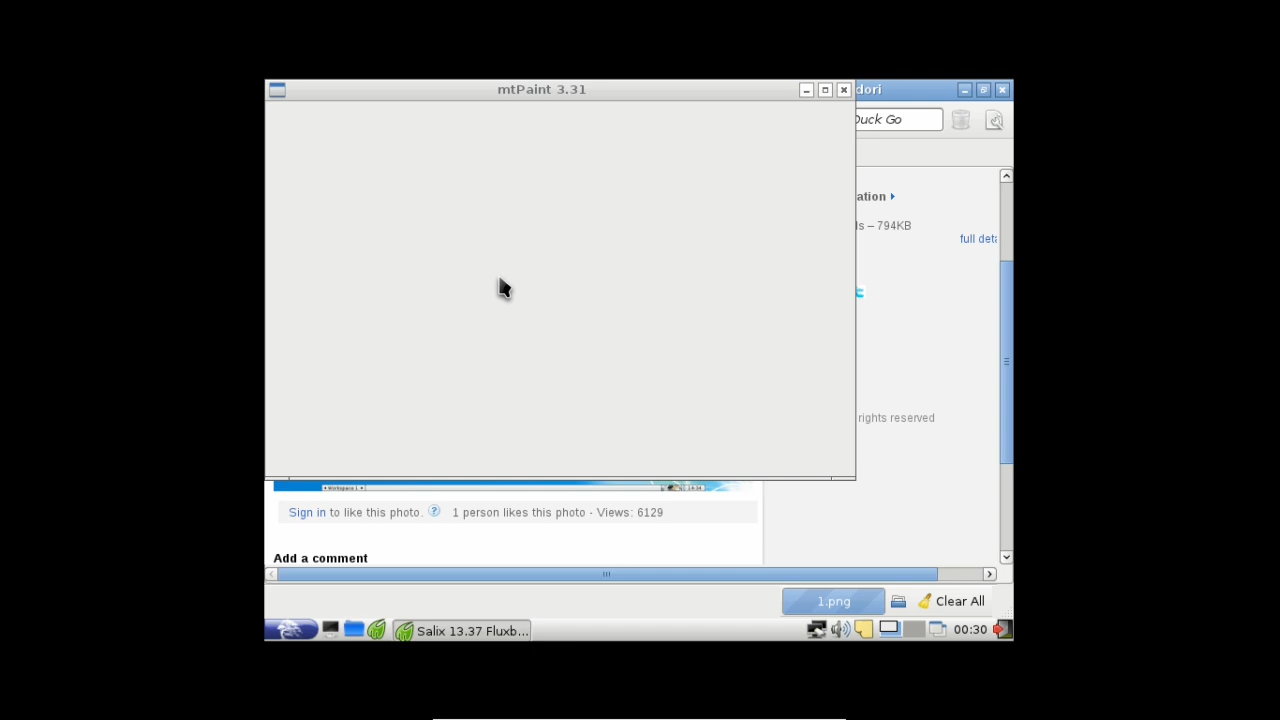 mtPaint 3.31
dori
Duck Go
ation
ls – 794KB
full deta
rights reserved
Workspace 1
Sign in to like this photo. ? 1 person likes this photo - Views: 6129
Add a comment
1.png
Clear All
Salix 13.37 Fluxb...
00:30